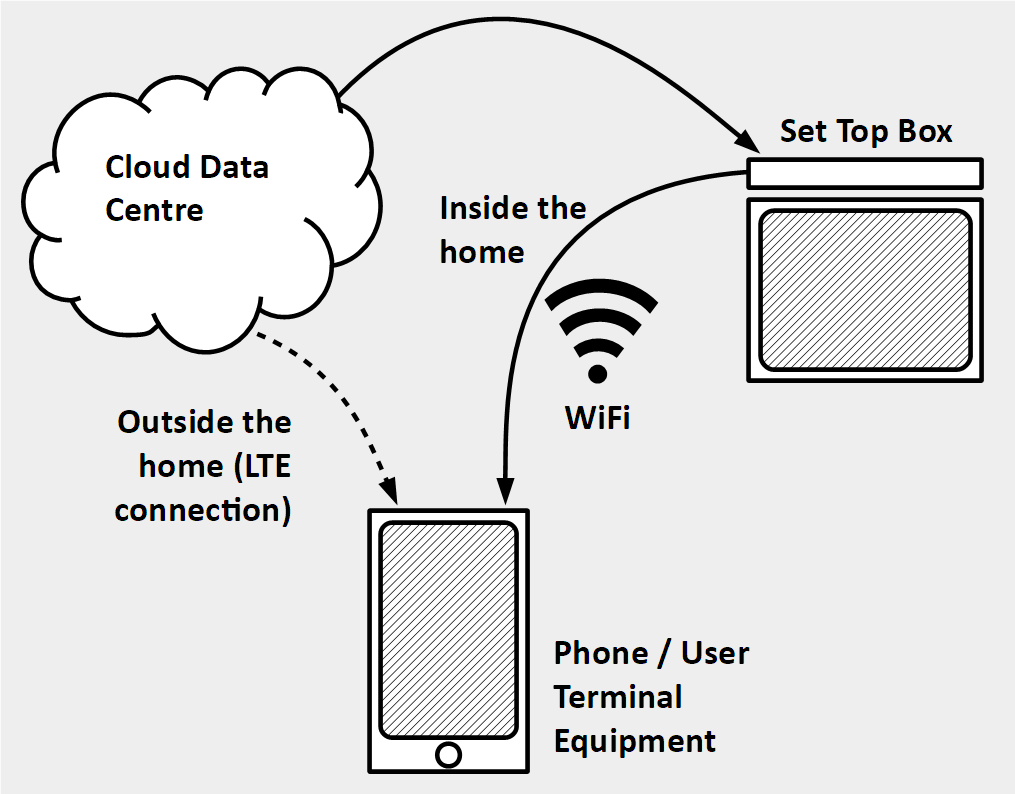 Cloud Data
Centre
Set Top Box
Inside the
home
WiFi
Outside the
home (LTE
connection)
Phone / User
Terminal
Equipment